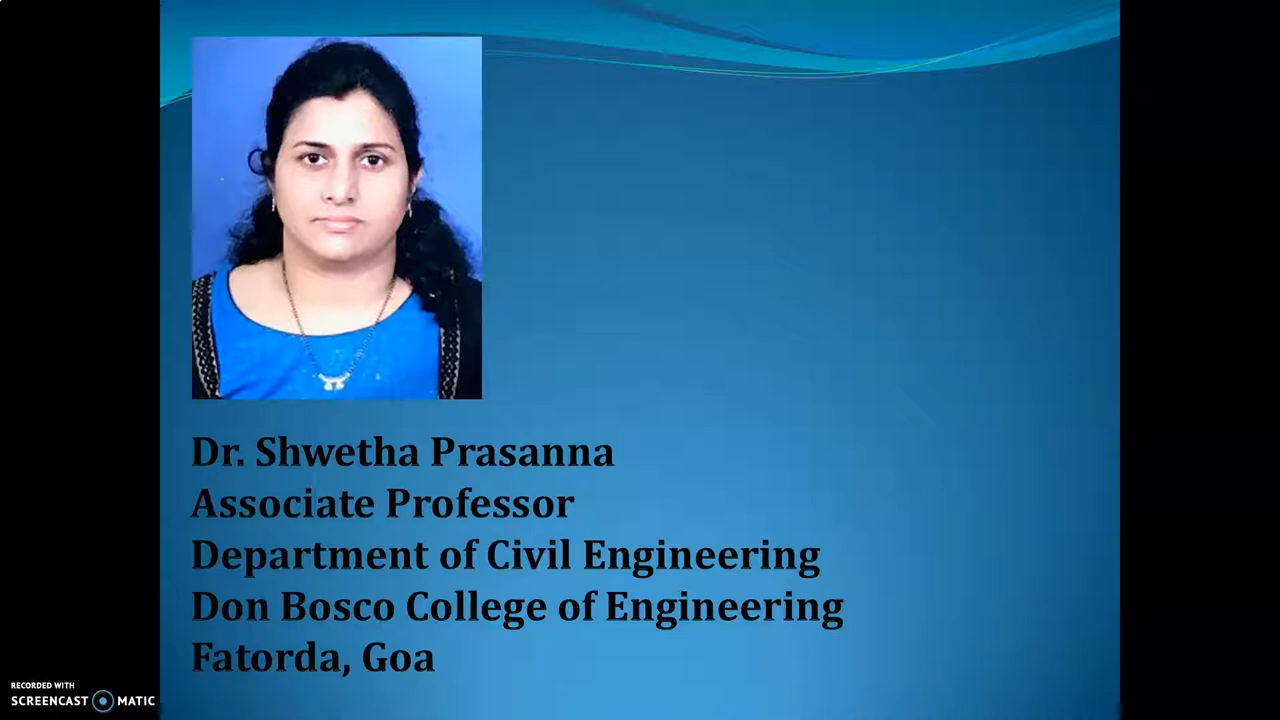 Dr. Shwetha Prasanna
Associate Professor
Department of Civil Engineering
Don Bosco College of Engineering
Fatorda, Goa
RECORDED WITH
SCREENCAST MATIC